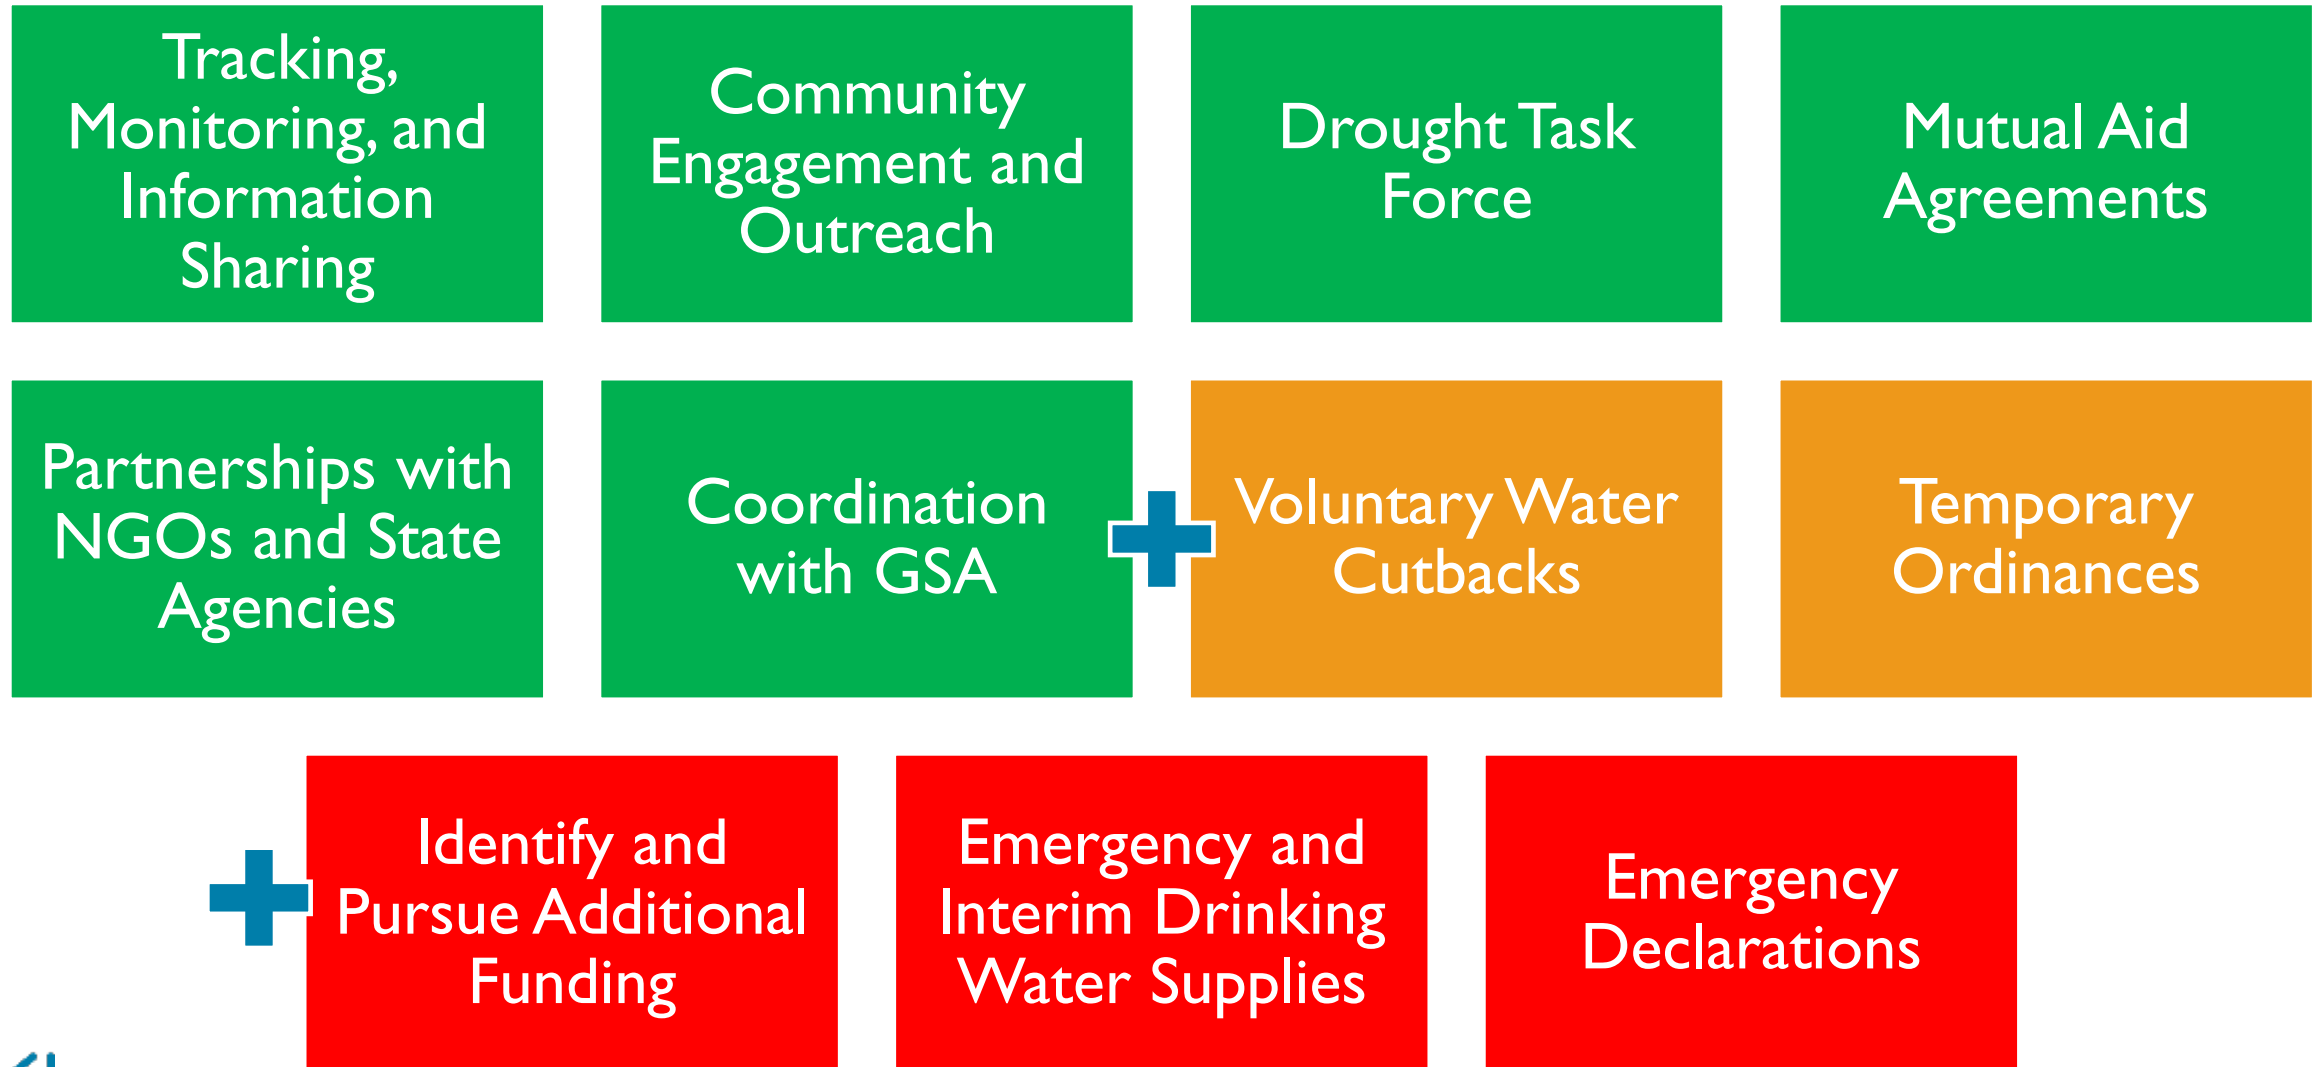 Tracking,
Monitoring, and
Information
Sharing
Community
Engagement and
Outreach
Drought Task
Force
Mutual Aid
Agreements
Partnerships with
NGOs and State
Agencies
Coordination
with GSA
Voluntary Water
Cutbacks
Temporary
Ordinances
Identify and
Pursue Additional
Funding
Emergency and
Interim Drinking
Water Supplies
Emergency
Declarations